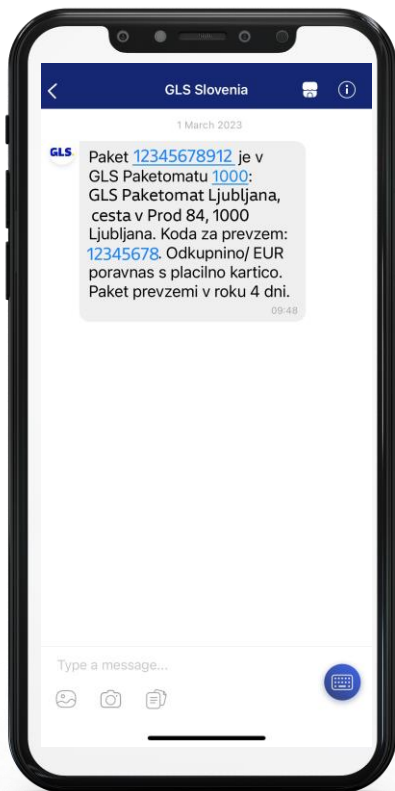 GLS Slovenia
1 March 2023
GLS
Paket 12345678912 je v
GLS Paketomatu 1000:
GLS Paketomat Ljubljana,
cesta v Prod 84, 1000
Ljubljana. Koda za prevzem:
12345678. Odkupnino/ EUR
poravnas s placilno kartico.
Paket prevzemi v roku 4 dni.
09:48
Type a message...